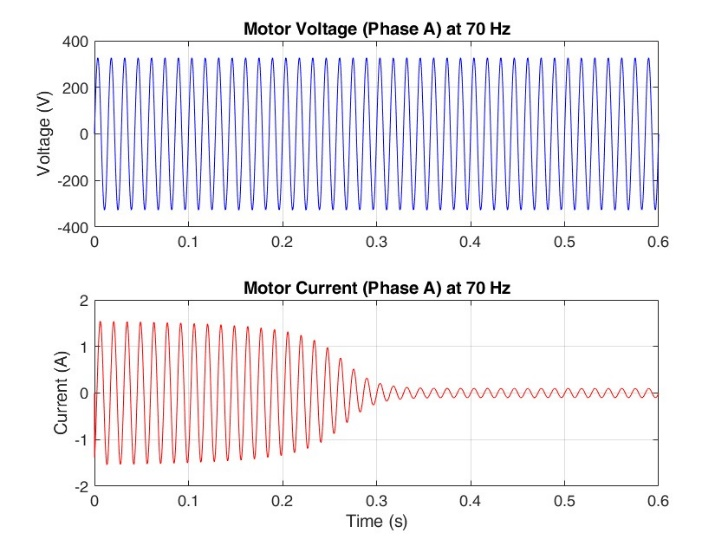 Motor Voltage (Phase A) at 70 Hz
400
200
0
-200
-400
Voltage (V)
0 0.1 0.2 0.3 0.4 0.5 0.6
Motor Current (Phase A) at 70 Hz
2
1
0
-1
-2
Current (A)
0 0.1 0.2 0.3 0.4 0.5 0.6
Time (s)